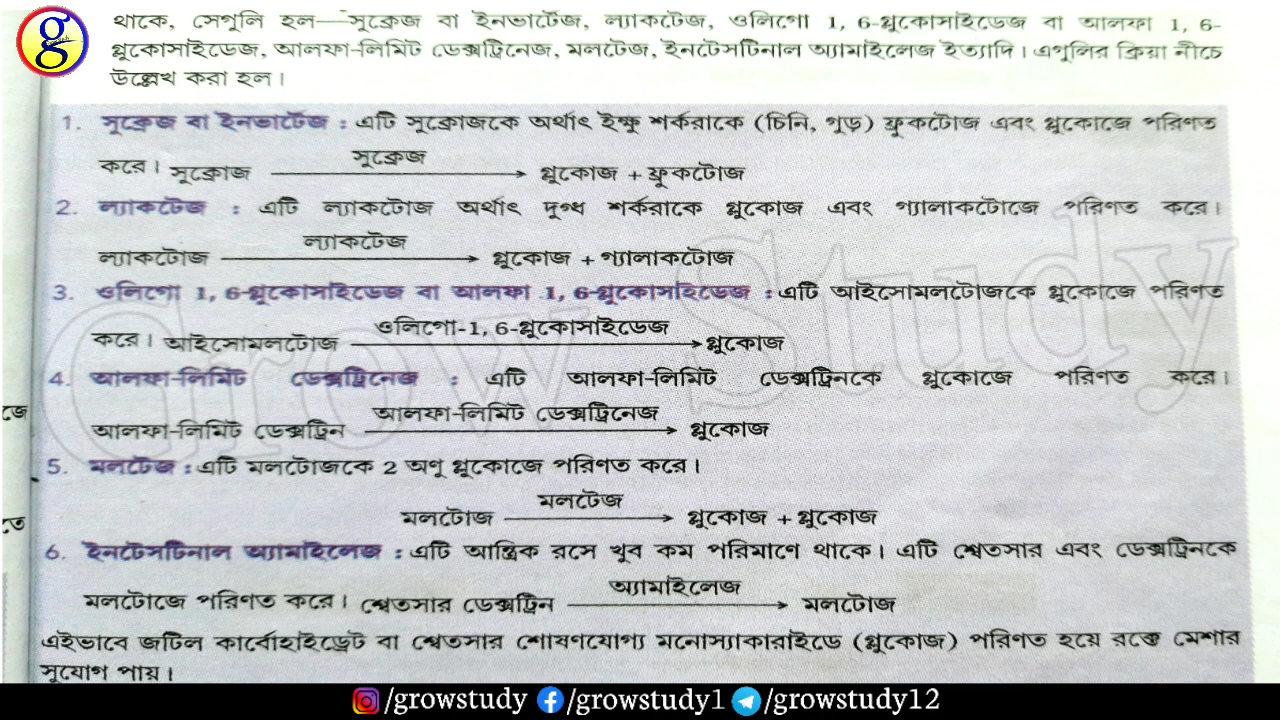 থাকে, সেগুলি হল—সুক্রেজ বা ইনভার্টেজ, ল্যাকটেজ, ওলিগো 1, 6-গ্লুকোসাইডেজ বা আলফা 1, 6-
গ্লুকোসাইডেজ, আলফা-লিমিট ডেক্সট্রিনেজ, মলটেজ, ইনটেসটিনাল অ্যামাইলেজ ইত্যাদি। এগুলির ক্রিয়া নীচে
উল্লেখ করা হল।
1. সুক্রেজ বা ইনভার্টেজ : এটি সুক্রোজকে অর্থাৎ ইক্ষু শর্করাকে (চিনি, গুড়) ফ্রুকটোজ এবং গ্লুকোজে পরিণত
সুক্রেজ
করে। সুক্রোজ ⟶ গ্লুকোজ + ফ্রুকটোজ
2. ল্যাকটেজ : এটি ল্যাকটোজ অর্থাৎ দুগ্ধ শর্করাকে গ্লুকোজ এবং গ্যালাকটোজে পরিণত করে।
ল্যাকটেজ
ল্যাকটোজ ⟶ গ্লুকোজ + গ্যালাকটোজ
3. ওলিগো 1, 6-গ্লুকোসাইডেজ বা আলফা 1, 6-গ্লুকোসাইডেজ : এটি আইসোমলটোজকে গ্লুকোজে পরিণত
ওলিগো-1, 6-গ্লুকোসাইডেজ
করে। আইসোমলটোজ ⟶ গ্লুকোজ
4. আলফা-লিমিট ডেক্সট্রিনেজ : এটি আলফা-লিমিট ডেক্সট্রিনকে গ্লুকোজে পরিণত করে।
আলফা-লিমিট ডেক্সট্রিনেজ
আলফা-লিমিট ডেক্সট্রিন ⟶ গ্লুকোজ
5. মলটেজ : এটি মলটোজকে 2 অণু গ্লুকোজে পরিণত করে।
মলটেজ
মলটোজ ⟶ গ্লুকোজ + গ্লুকোজ
6. ইনটেসটিনাল অ্যামাইলেজ : এটি আন্ত্রিক রসে খুব কম পরিমাণে থাকে। এটি শ্বেতসার এবং ডেক্সট্রিনকে
অ্যামাইলেজ
মলটোজে পরিণত করে। শ্বেতসার ডেক্সট্রিন ⟶ মলটোজ
এইভাবে জটিল কার্বোহাইড্রেট বা শ্বেতসার শোষণযোগ্য মনোস্যাকারাইডে (গ্লুকোজ) পরিণত হয়ে রক্তে মেশার
সুযোগ পায়।
Grow Study
/growstudy /growstudy1 /growstudy12